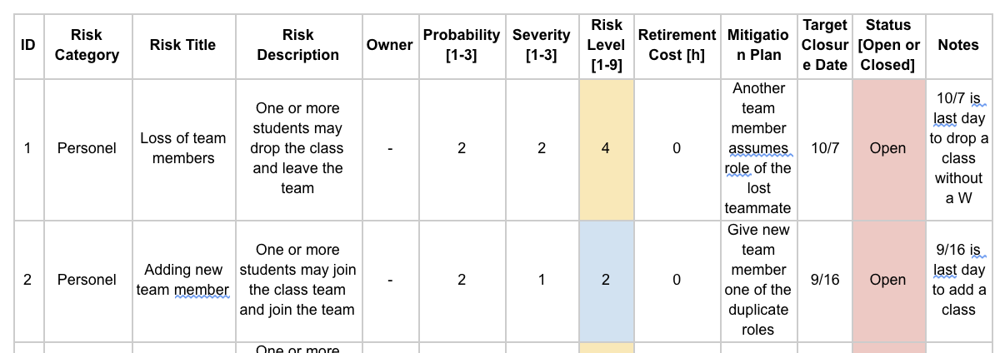 ID
Risk
Category
Risk Title
Risk
Description
Owner
Probability
[1-3]
Severity
[1-3]
Risk
Level
[1-9]
Retirement
Cost [h]
Mitigatio
n Plan
Target
Closur
e Date
Status
[Open or
Closed]
Notes
1
Personel
Loss of team
members
One or more
students may
drop the class
and leave the
team
-
2
2
4
0
Another
team
member
assumes
role of the
lost
teammate
10/7
Open
10/7 is
last day
to drop a
class
without
a W
2
Personel
Adding new
team member
One or more
students may join
the class team
and join the team
-
2
1
2
0
Give new
team
member
one of the
duplicate
roles
9/16
Open
9/16 is
last day
to add a
class
One or more